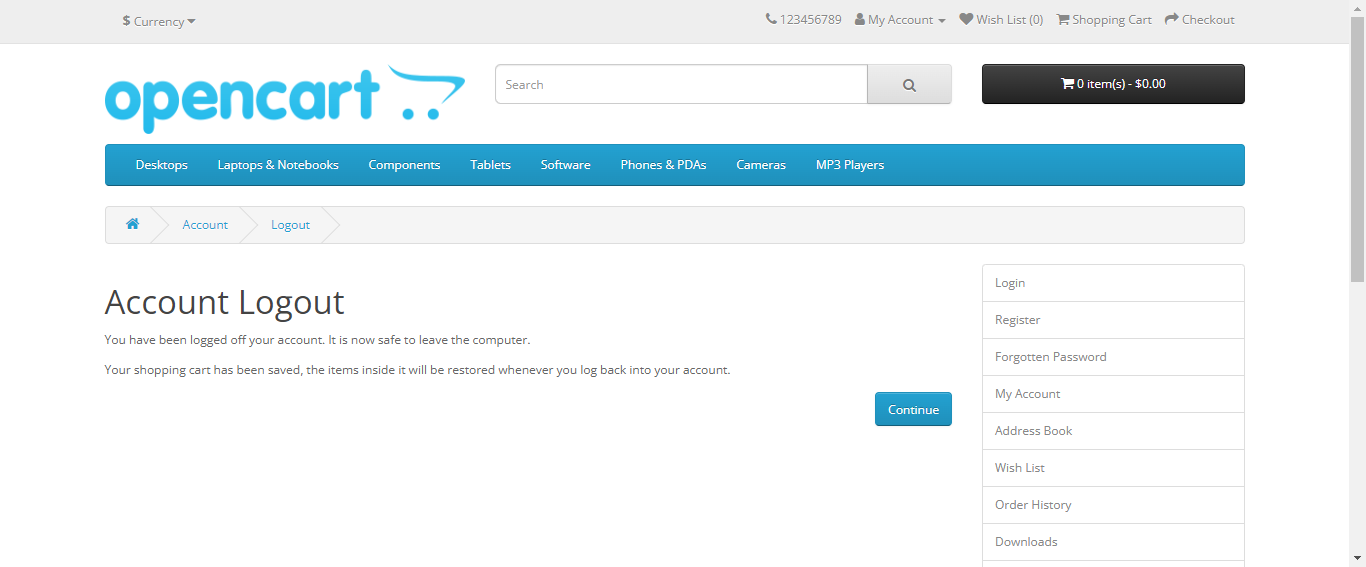 $ Currency
123456789 My Account Wish List (0) Shopping Cart Checkout
opencart
Search
0 item(s) - $0.00
Desktops Laptops & Notebooks Components Tablets Software Phones & PDAs Cameras MP3 Players
Account Logout
Account Logout
You have been logged off your account. It is now safe to leave the computer.
Your shopping cart has been saved, the items inside it will be restored whenever you log back into your account.
Continue
Login
Register
Forgotten Password
My Account
Address Book
Wish List
Order History
Downloads